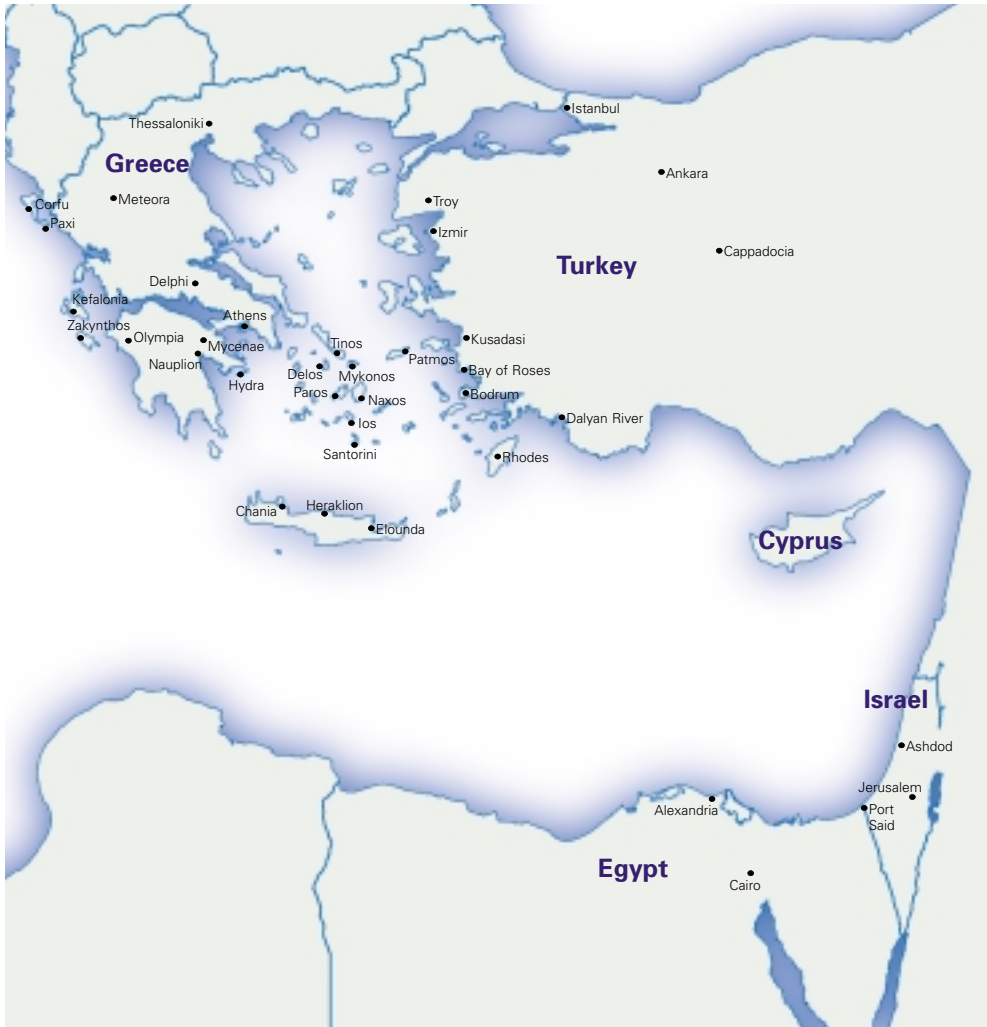 Istanbul
Thessaloniki
Greece
Ankara
Meteora
Troy
Corfu
Paxi
Izmir
Cappadocia
Turkey
Delphi
Kefalonia
Athens
Zakynthos
Olympia
Mycenae
Kusadasi
Tinos
Patmos
Nauplion
Bay of Roses
Delos
Mykonos
Hydra
Paros
Naxos
Bodrum
Dalyan River
Ios
Santorini
Rhodes
Chania
Heraklion
Elounda
Cyprus
Israel
Ashdod
Jerusalem
Alexandria
Port
Said
Egypt
Cairo